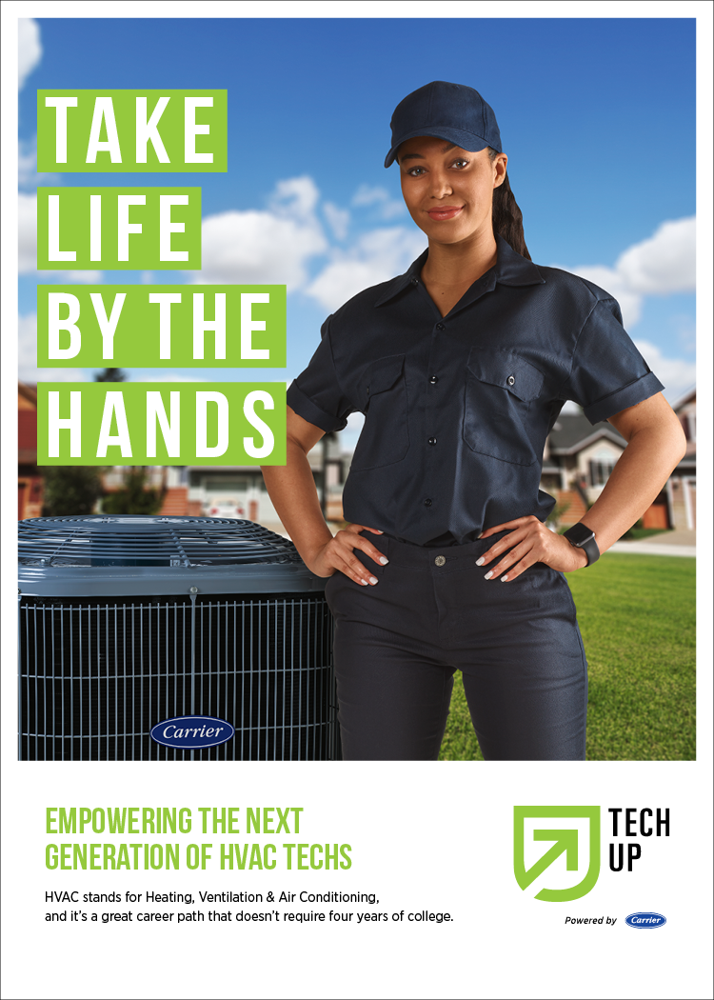 TAKE
LIFE
BY THE
HANDS
Carrier
EMPOWERING THE NEXT
GENERATION OF HVAC TECHS
HVAC stands for Heating, Ventilation & Air Conditioning,
and it’s a great career path that doesn’t require four years of college.
TECH
UP
Powered by Carrier